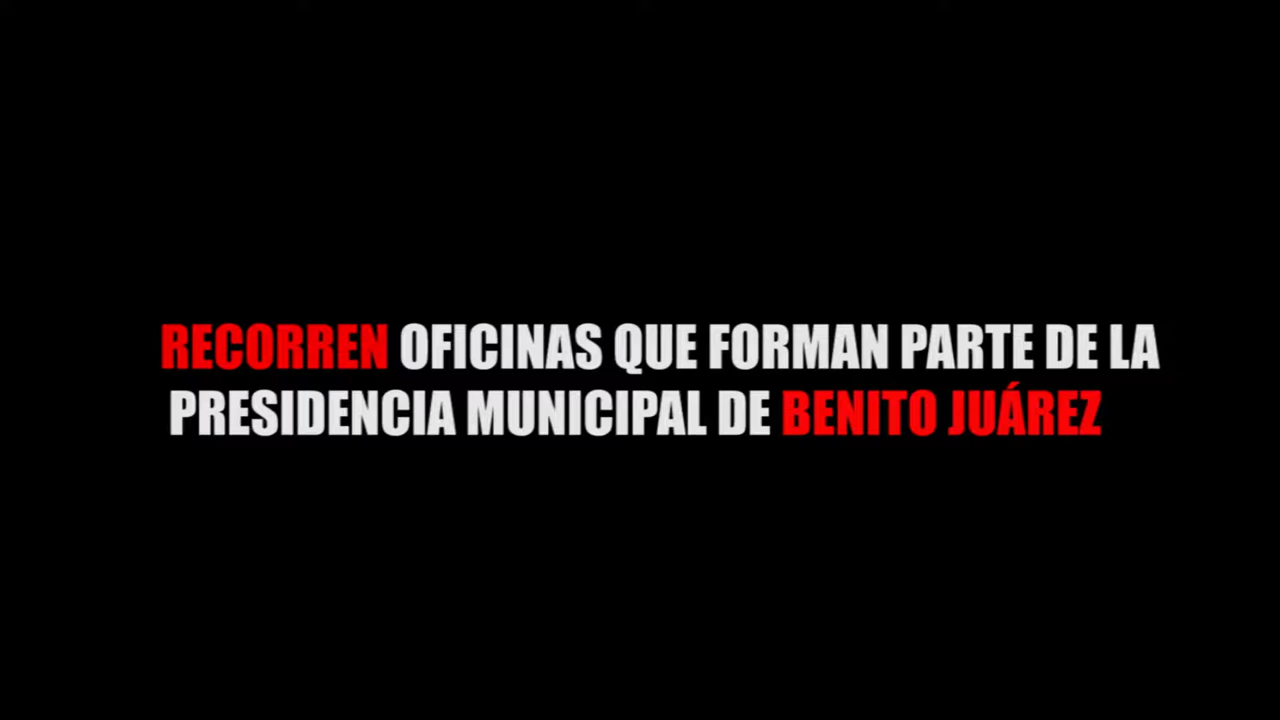 RECORREN OFICINAS QUE FORMAN PARTE DE LA
PRESIDENCIA MUNICIPAL DE BENITO JUÁREZ